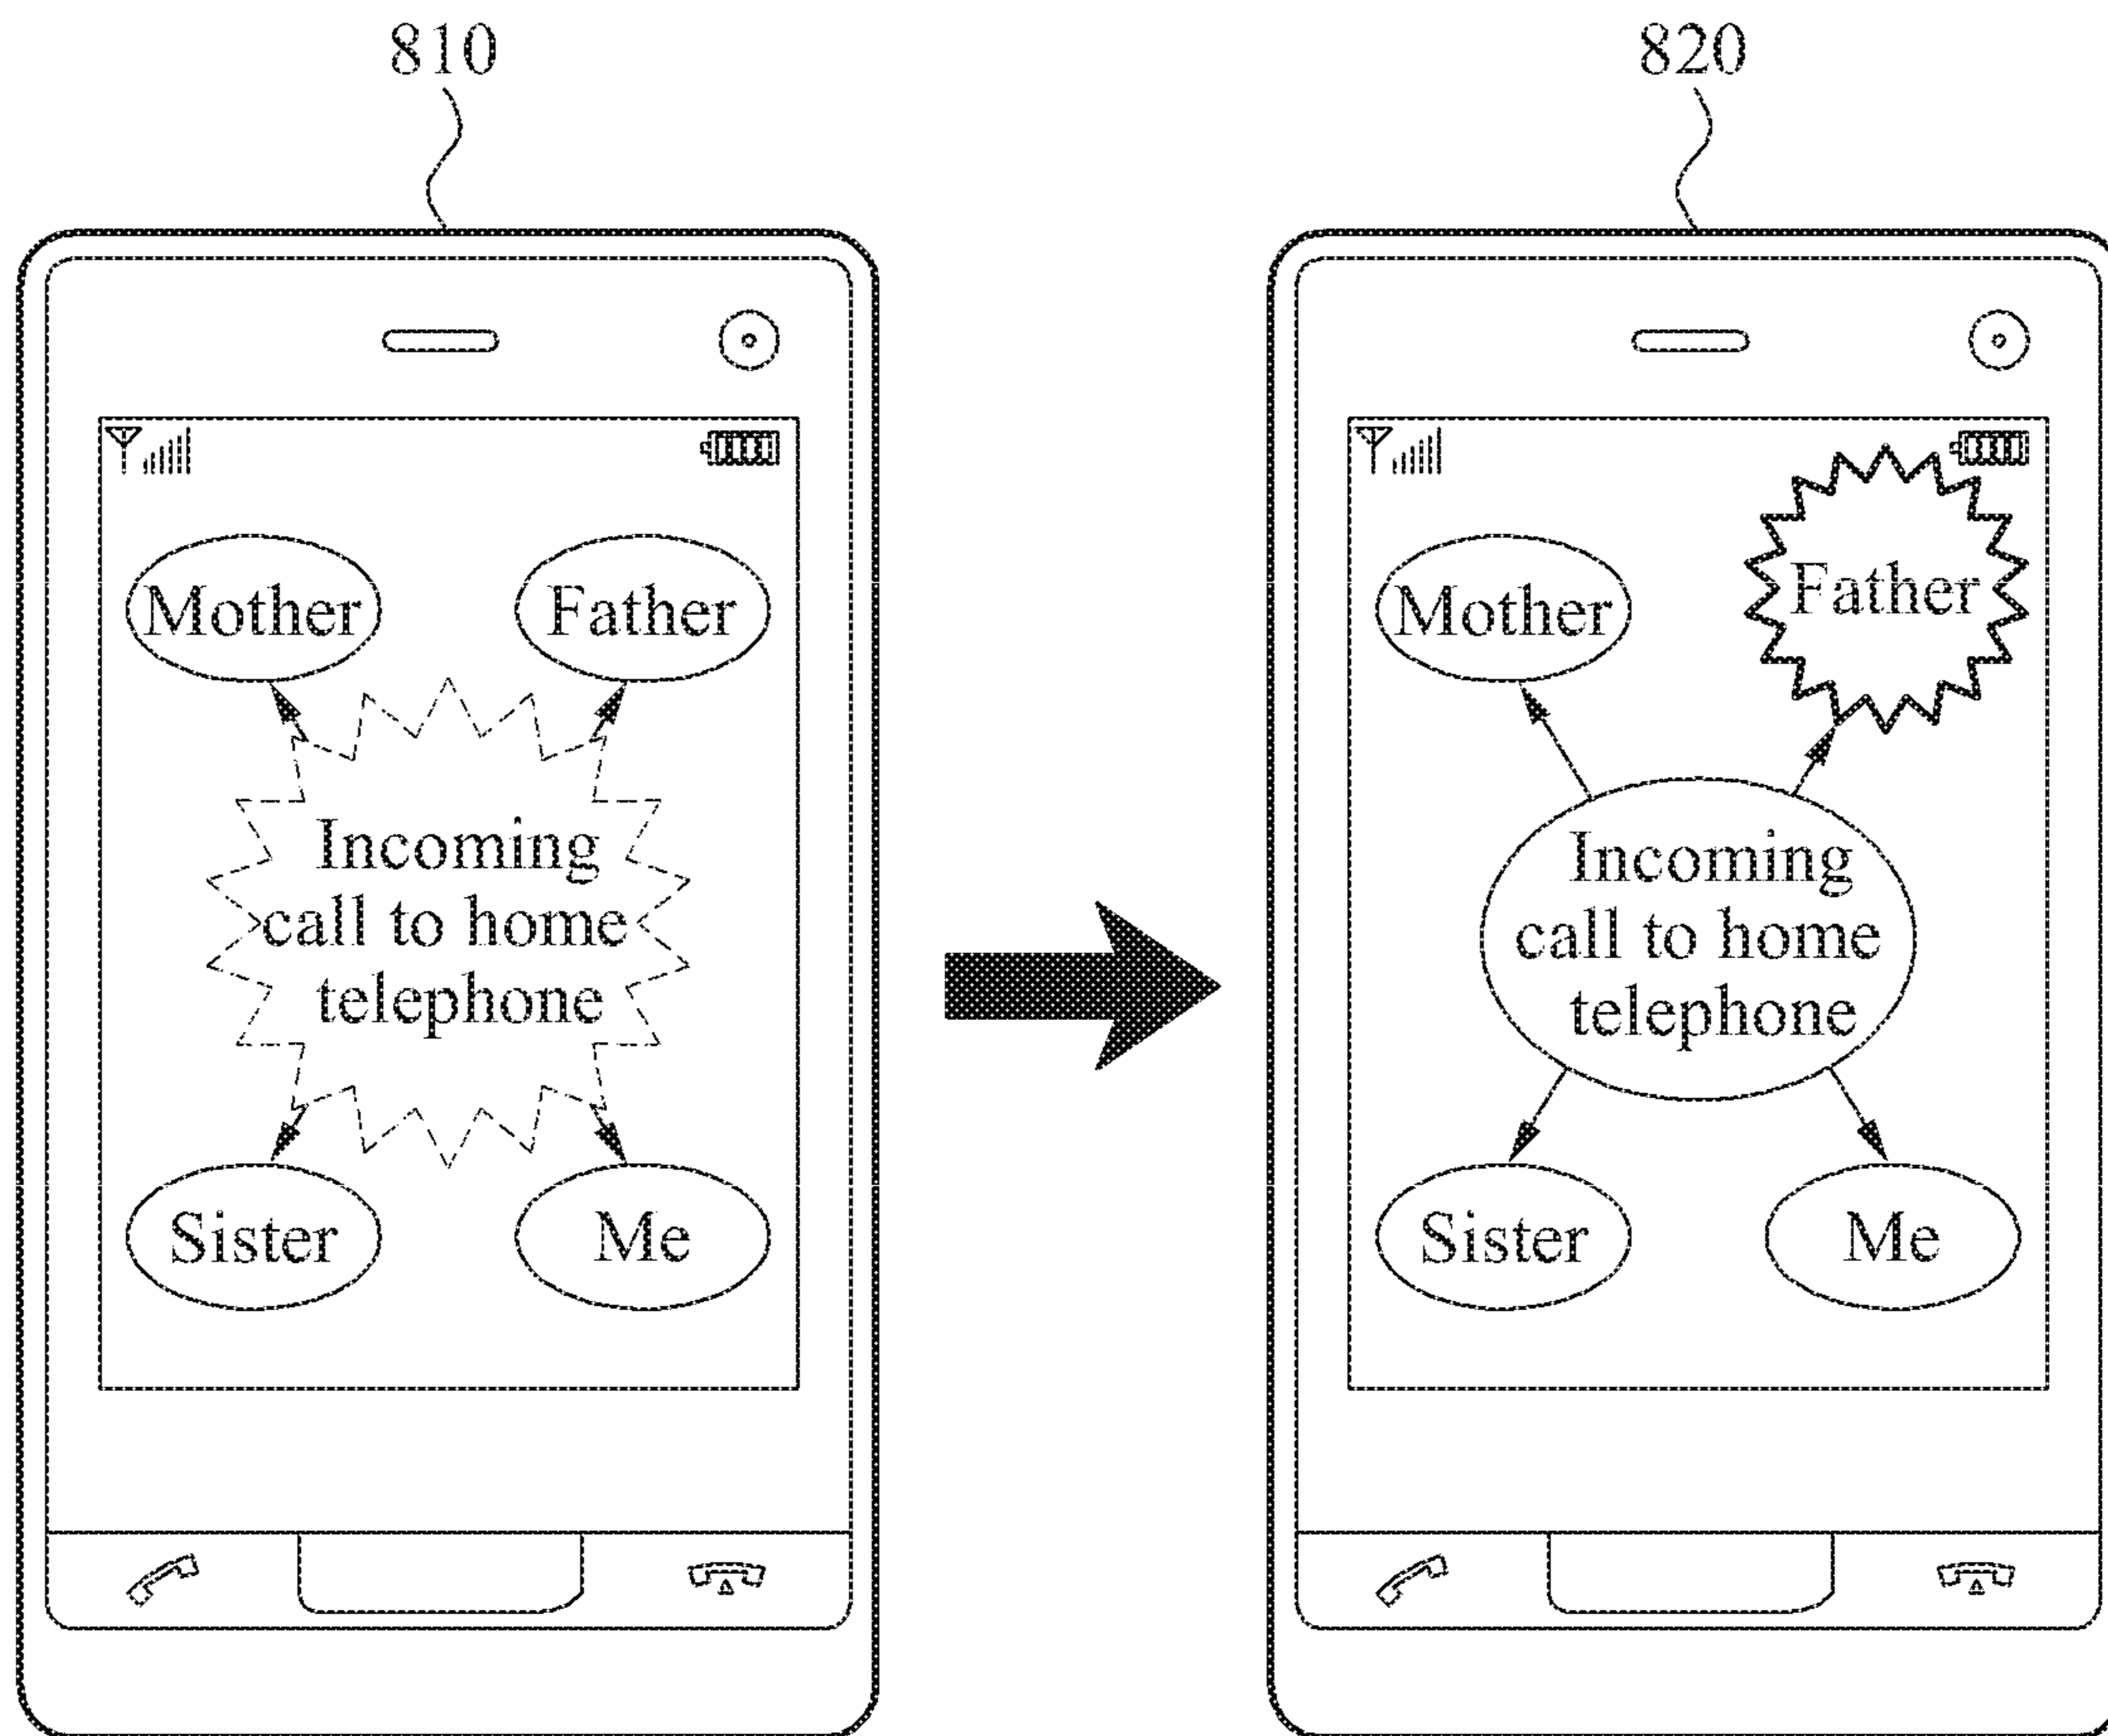 810
820
Mother
Father
Incoming
call to home
telephone
Sister
Me
Mother
Father
Incoming
call to home
telephone
Sister
Me